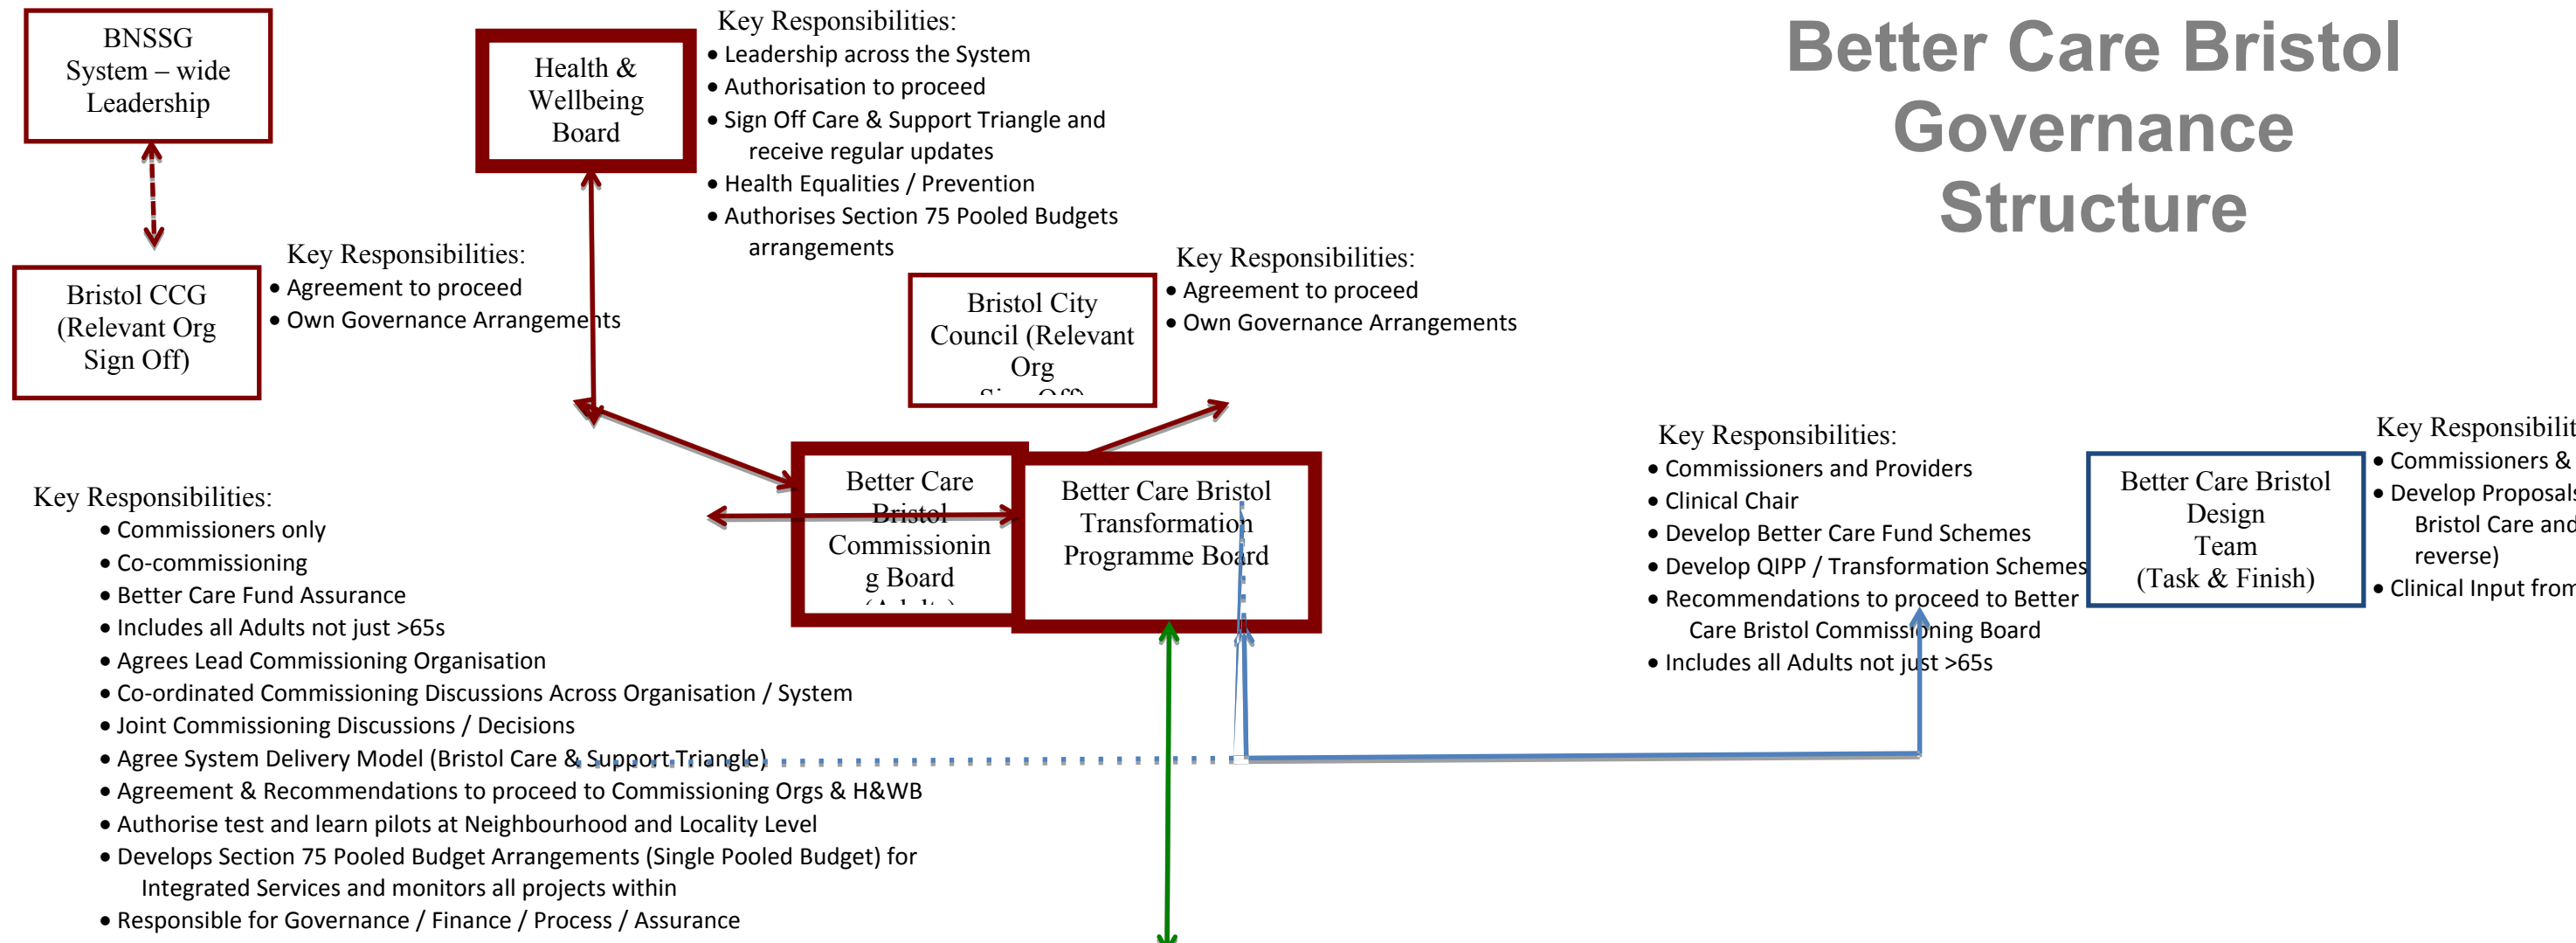 BNSSG
System – wide
Leadership
Health &
Wellbeing
Board
Key Responsibilities:
• Leadership across the System
• Authorisation to proceed
• Sign Off Care & Support Triangle and
receive regular updates
• Health Equalities / Prevention
• Authorises Section 75 Pooled Budgets
arrangements
Better Care Bristol
Governance
Structure
Bristol CCG
(Relevant Org
Sign Off)
Key Responsibilities:
• Agreement to proceed
• Own Governance Arrangements
Bristol City
Council (Relevant
Org
Sign Off)
Key Responsibilities:
• Agreement to proceed
• Own Governance Arrangements
Key Responsibilities:
• Commissioners only
• Co-commissioning
• Better Care Fund Assurance
• Includes all Adults not just >65s
• Agrees Lead Commissioning Organisation
• Co-ordinated Commissioning Discussions Across Organisation / System
• Joint Commissioning Discussions / Decisions
• Agree System Delivery Model (Bristol Care & Support Triangle)
• Agreement & Recommendations to proceed to Commissioning Orgs & H&WB
• Authorise test and learn pilots at Neighbourhood and Locality Level
• Develops Section 75 Pooled Budget Arrangements (Single Pooled Budget) for
Integrated Services and monitors all projects within
• Responsible for Governance / Finance / Process / Assurance
Better Care
Bristol
Commissionin
g Board
(Adults)
Better Care Bristol
Transformation
Programme Board
Key Responsibilities:
• Commissioners and Providers
• Clinical Chair
• Develop Better Care Fund Schemes
• Develop QIPP / Transformation Schemes
• Recommendations to proceed to Better
Care Bristol Commissioning Board
• Includes all Adults not just >65s
Better Care Bristol
Design
Team
(Task & Finish)
Key Responsibilit
• Commissioners &
• Develop Proposals
Bristol Care and
reverse)
• Clinical Input from